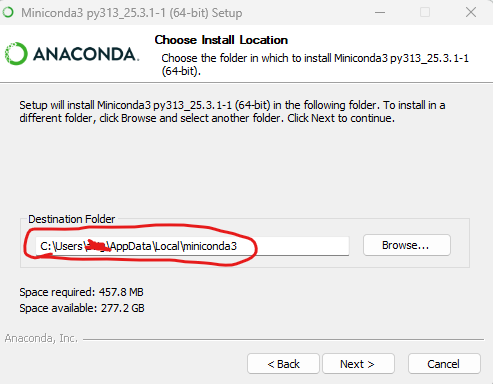 Miniconda3 py313_25.3.1-1 (64-bit) Setup
ANACONDA.
Choose Install Location
Choose the folder in which to install Miniconda3 py313_25.3.1-1
(64-bit).
Setup will install Miniconda3 py313_25.3.1-1 (64-bit) in the following folder. To install in a
different folder, click Browse and select another folder. Click Next to continue.
Destination Folder
C:\Users\ \AppData\Local\miniconda3
Browse...
Space required: 457.8 MB
Space available: 277.2 GB
Anaconda, Inc.
< Back
Next >
Cancel